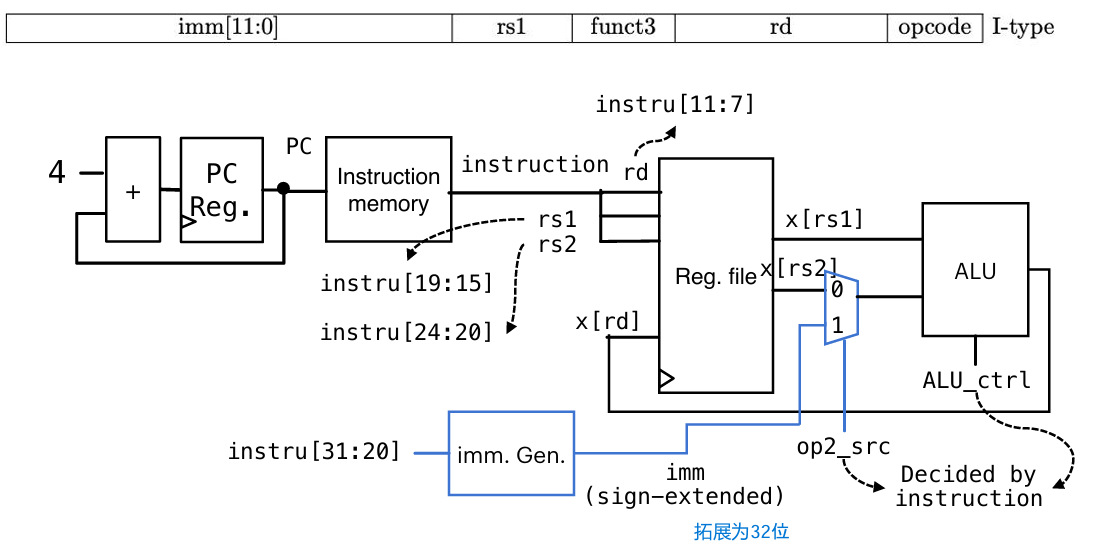 imm[11:0] rs1 funct3 rd opcode I-type
instru[11:7]
4
+
PC
Reg.
PC
Instruction
memory
instruction
rd
rs1
rs2
instru[19:15]
instru[24:20]
x[rd]
Reg. file
x[rs1]
x[rs2]
0
1
ALU
ALU_ctrl
instru[31:20]
imm. Gen.
imm
(sign-extended)
拓展为32位
op2_src
Decided by
instruction